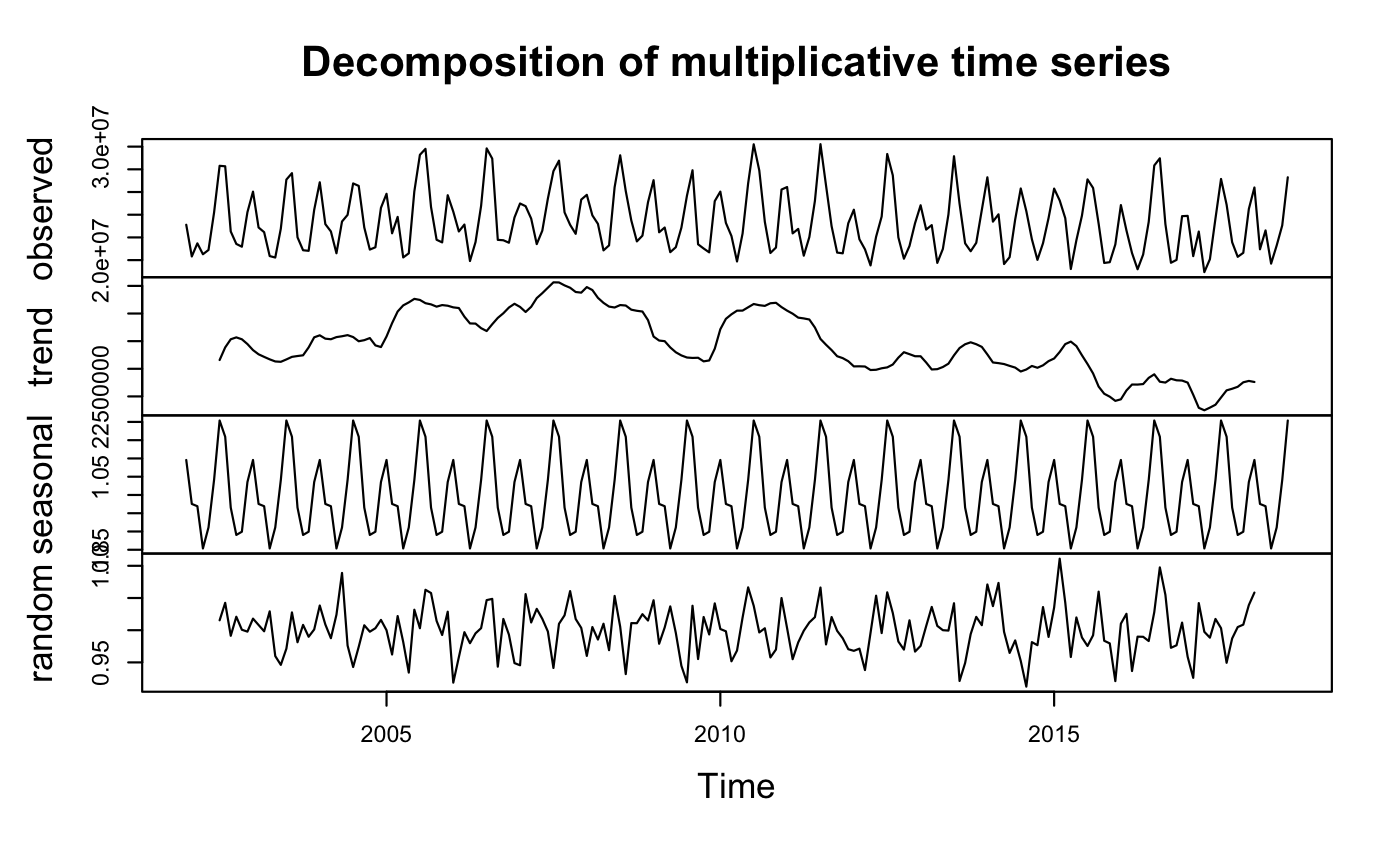 Decomposition of multiplicative time series
observed
3.0e+07
2.0e+07
trend
22500000
seasonal
1.05
random
0.95
2005 2010 2015
Time